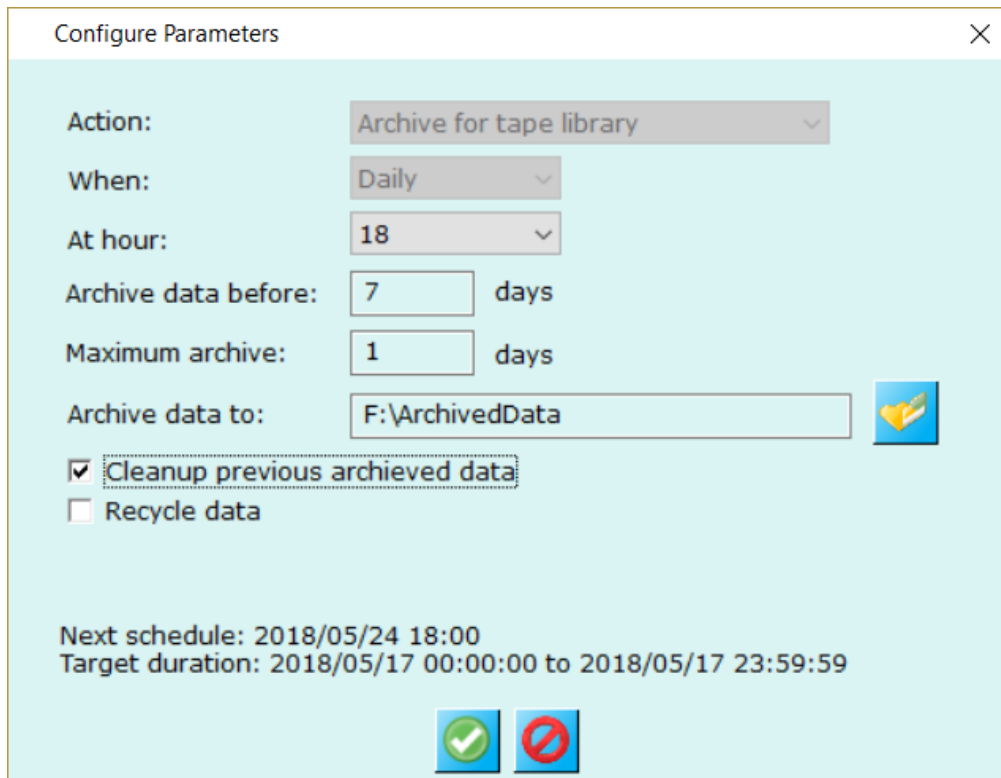 Configure Parameters
Action: Archive for tape library
When: Daily
At hour: 18
Archive data before: 7 days
Maximum archive: 1 days
Archive data to: F:\ArchivedData
Cleanup previous archieved data
Recycle data
Next schedule: 2018/05/24 18:00
Target duration: 2018/05/17 00:00:00 to 2018/05/17 23:59:59